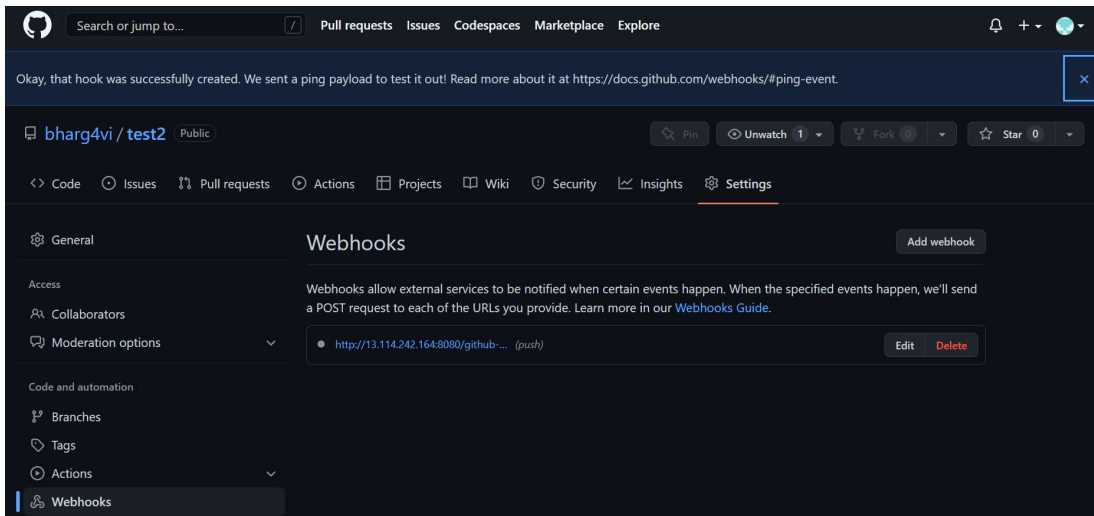 Search or jump to... / Pull requests Issues Codespaces Marketplace Explore
Okay, that hook was successfully created. We sent a ping payload to test it out! Read more about it at https://docs.github.com/webhooks/#ping-event.
bharg4vi / test2 Public Pin Unwatch 1 Fork 0 Star 0
<> Code Issues Pull requests Actions Projects Wiki Security Insights Settings
General
Access
Collaborators
Moderation options
Code and automation
Branches
Tags
Actions
Webhooks
Webhooks Add webhook
Webhooks allow external services to be notified when certain events happen. When the specified events happen, we'll send
a POST request to each of the URLs you provide. Learn more in our Webhooks Guide.
http://13.114.242.164:8080/github-... (push) Edit Delete